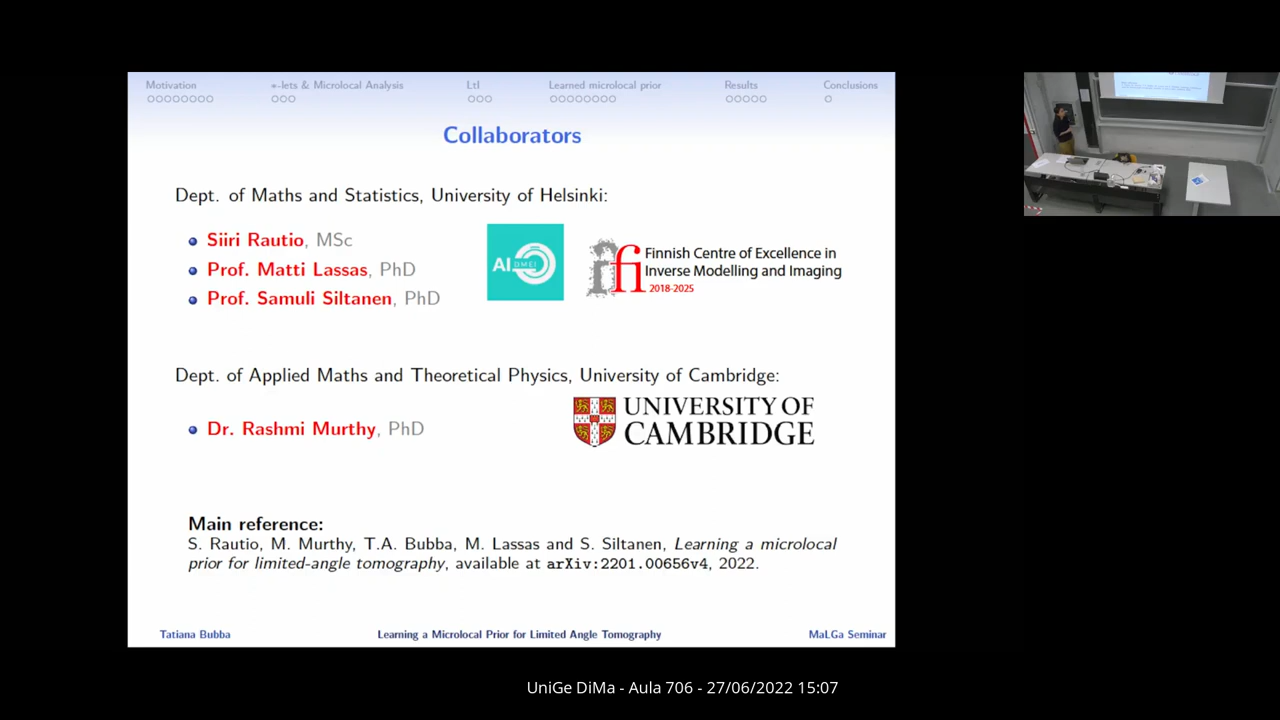 Motivation
*-lets & Microlocal Analysis
LtI
Learned microlocal prior
Results
Conclusions
Collaborators
Dept. of Maths and Statistics, University of Helsinki:
Siiri Rautio, MSc
Prof. Matti Lassas, PhD
Prof. Samuli Siltanen, PhD
AI DMEI
fi Finnish Centre of Excellence in
Inverse Modelling and Imaging
2018-2025
Dept. of Applied Maths and Theoretical Physics, University of Cambridge:
Dr. Rashmi Murthy, PhD
UNIVERSITY OF
CAMBRIDGE
Main reference:
S. Rautio, M. Murthy, T.A. Bubba, M. Lassas and S. Siltanen, Learning a microlocal
prior for limited-angle tomography, available at arXiv:2201.00656v4, 2022.
Tatiana Bubba
Learning a Microlocal Prior for Limited Angle Tomography
MaLGa Seminar
UniGe DiMa - Aula 706 - 27/06/2022 15:07